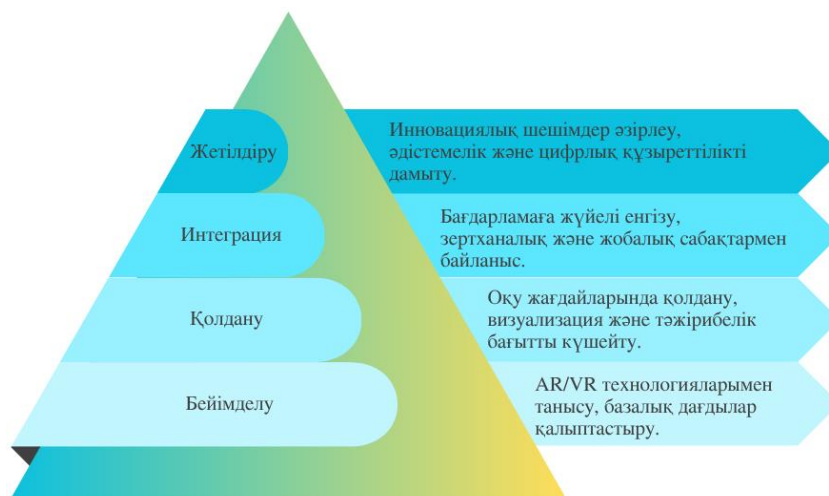 Жетілдіру
Инновациялық шешімдер әзірлеу,
әдістемелік және цифрлық құзыреттілікті
дамыту.
Интеграция
Бағдарламаға жүйелі енгізу,
зертханалық және жобалық сабақтармен
байланыс.
Қолдану
Оқу жағдайларында қолдану,
визуализация және тәжірибелік
бағытты күшейту.
Бейімделу
AR/VR технологияларымен
танысу, базалық дағдылар
қалыптастыру.